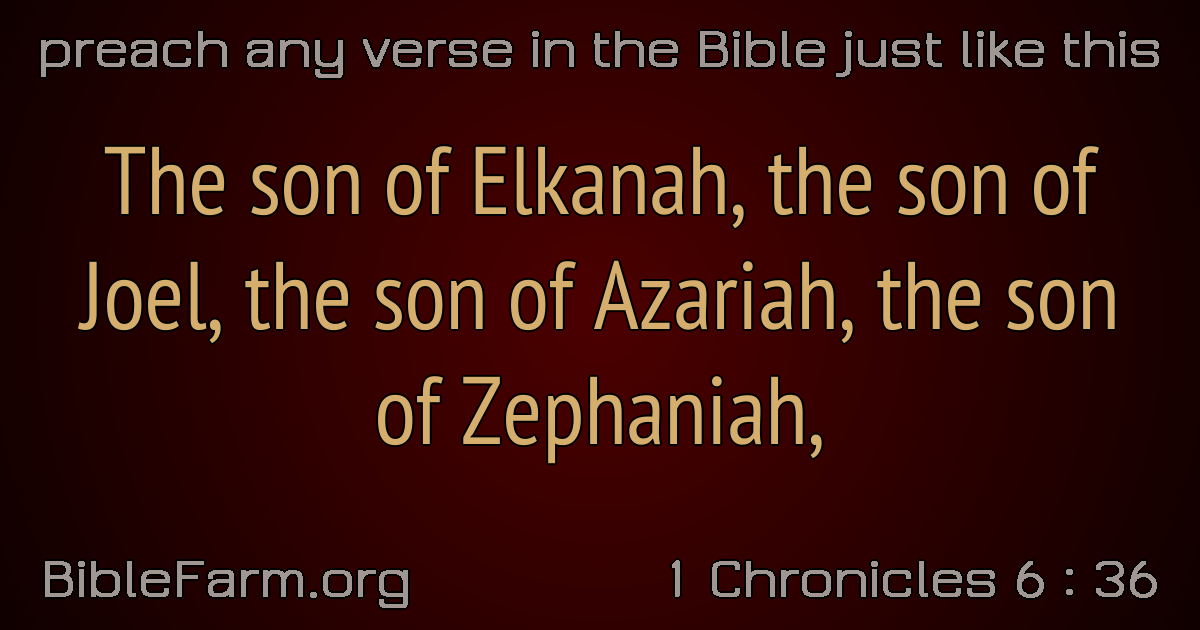 preach any verse in the Bible just like this
The son of Elkanah, the son of
Joel, the son of Azariah, the son
of Zephaniah,
BibleFarm.org
1 Chronicles 6 : 36